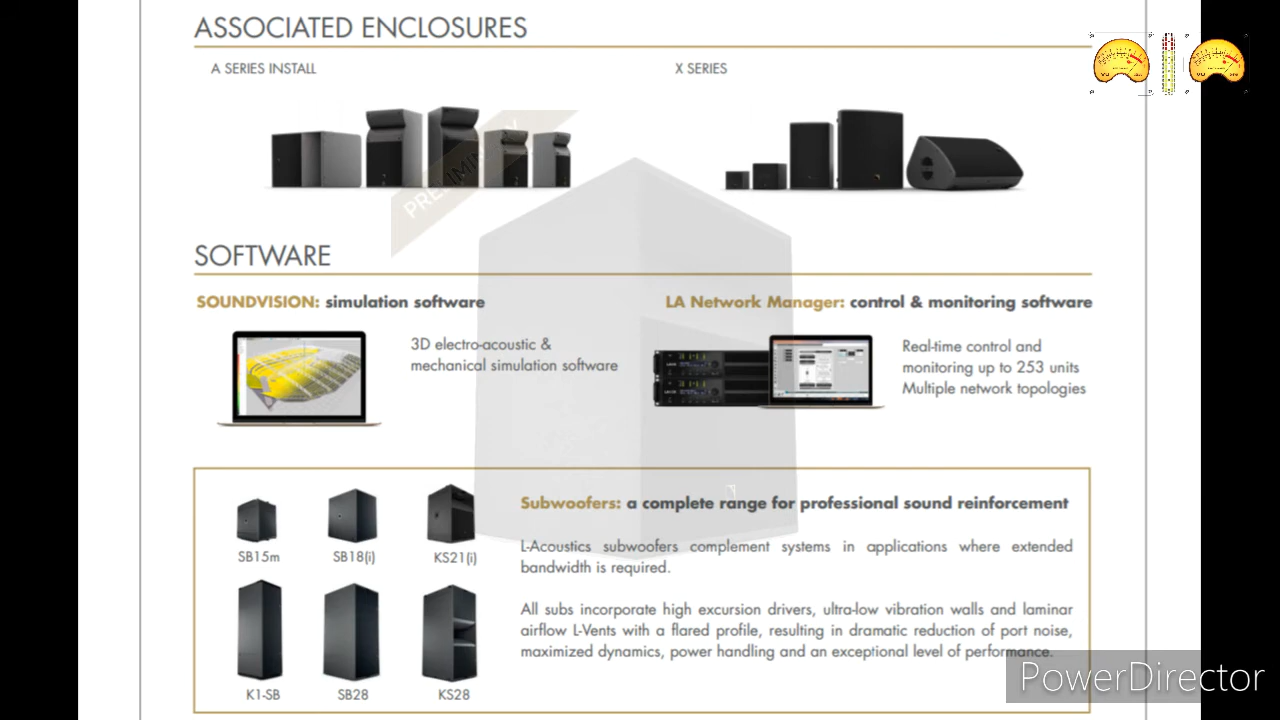 ASSOCIATED ENCLOSURES
A SERIES INSTALL
X SERIES
PRELIMINARY
SOFTWARE
SOUNDVISION: simulation software
3D electro-acoustic &
mechanical simulation software
LA Network Manager: control & monitoring software
Real-time control and
monitoring up to 253 units
Multiple network topologies
SB15m
SB18(i)
KS21(i)
K1-SB
SB28
KS28
Subwoofers: a complete range for professional sound reinforcement
L-Acoustics subwoofers complement systems in applications where extended
bandwidth is required.
All subs incorporate high excursion drivers, ultra-low vibration walls and laminar
airflow L-Vents with a flared profile, resulting in dramatic reduction of port noise,
maximized dynamics, power handling and an exceptional level of performance.
PowerDirector